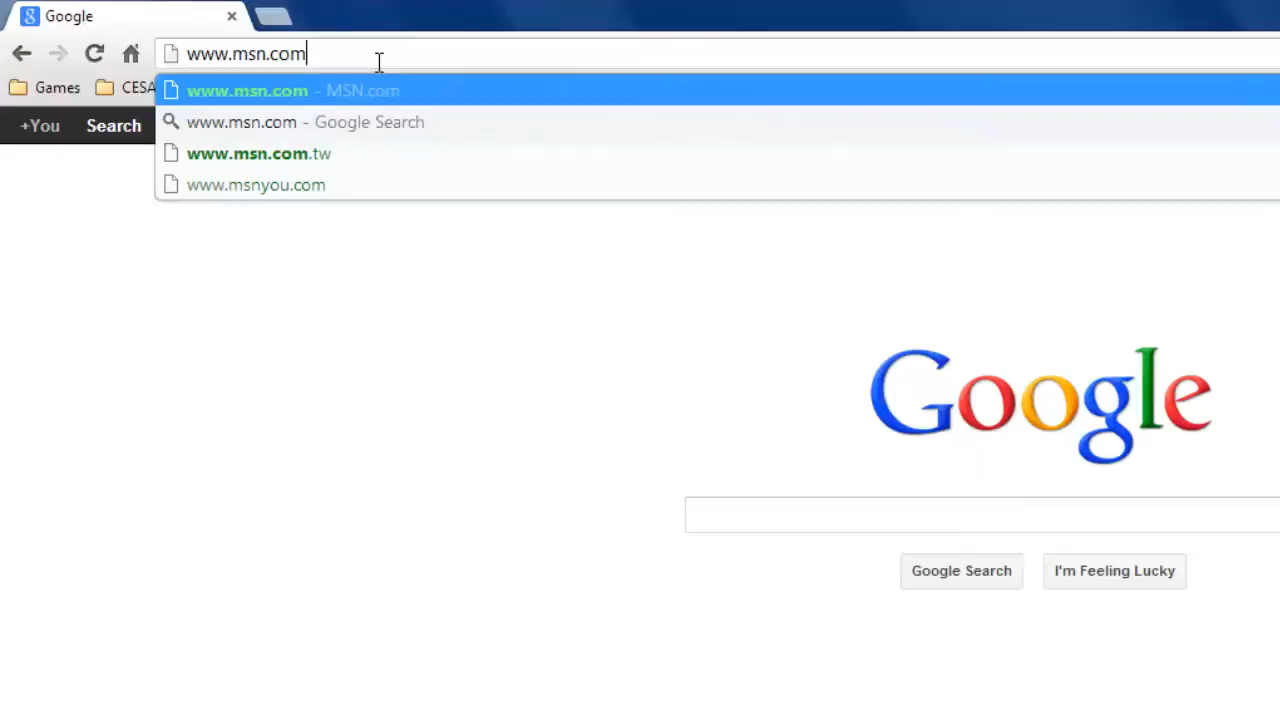 Google
www.msn.com
Games CESA
www.msn.com - MSN.com
+You Search
www.msn.com - Google Search
www.msn.com.tw
www.msnyou.com
Google
Google Search I'm Feeling Lucky